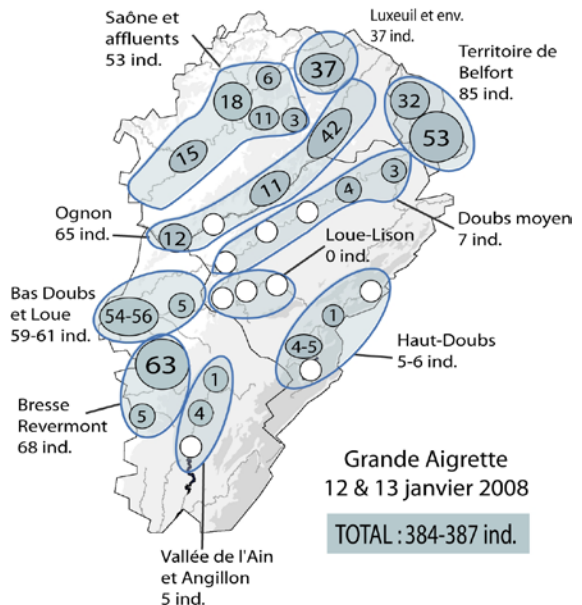 Saône et
affluents
53 ind.
Luxeuil et env.
37 ind.
Territoire de
Belfort
85 ind.
6
37
18
11
3
32
53
42
15
11
4
3
12
Ognon
65 ind.
Doubs moyen
7 ind.
Loue-Lison
0 ind.
Bas Doubs
et Loue
59-61 ind.
54-56
5
1
4-5
Haut-Doubs
5-6 ind.
63
1
5
4
Bresse
Revermont
68 ind.
Vallée de l'Ain
et Angillon
5 ind.
Grande Aigrette
12 & 13 janvier 2008
TOTAL : 384-387 ind.